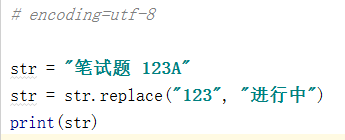 # encoding=utf-8
str = "笔试题 123A"
str = str.replace("123", "进行中")
print(str)